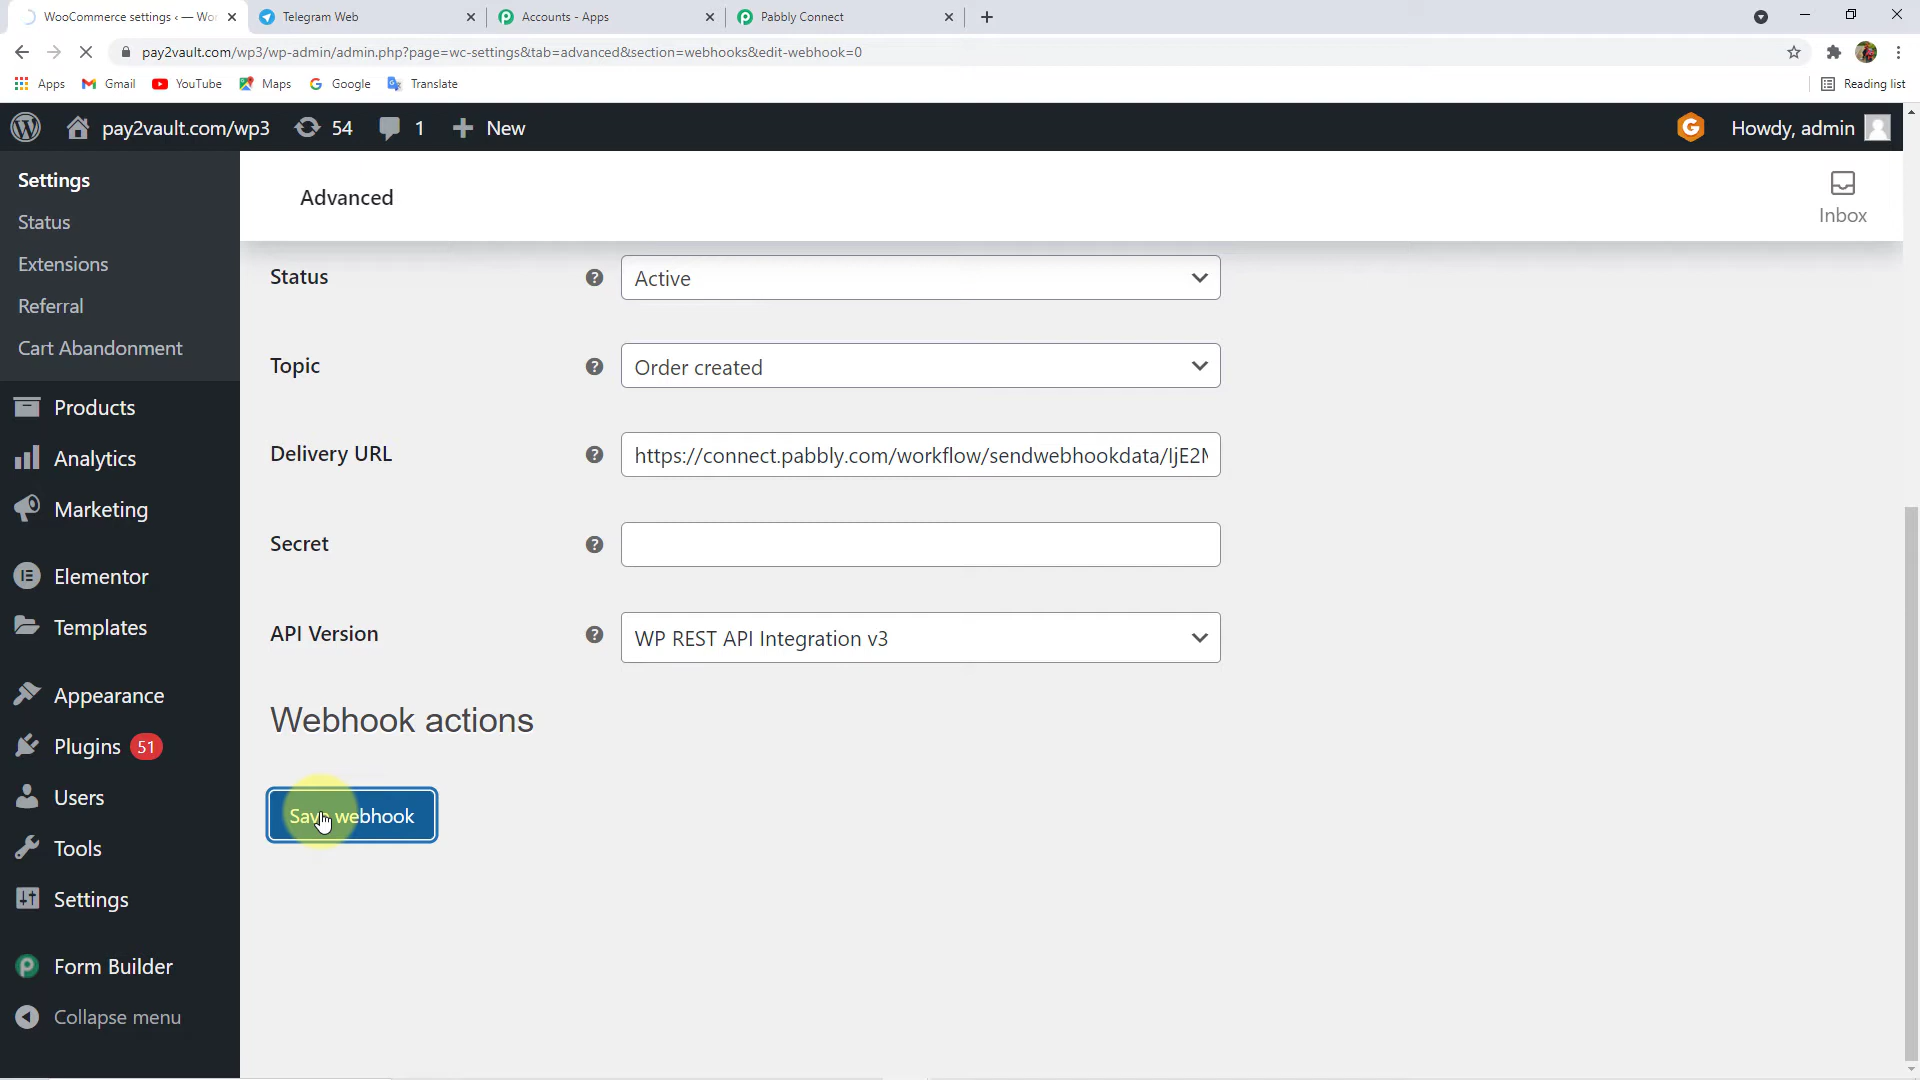 WooCommerce settings ‹ — Wor
Telegram Web
Accounts - Apps
Pabbly Connect
pay2vault.com/wp3/wp-admin/admin.php?page=wc-settings&tab=advanced&section=webhooks&edit-webhook=0
Apps
Gmail
YouTube
Maps
Google
Translate
Reading list
pay2vault.com/wp3
54
1
New
Howdy, admin
Settings
Status
Extensions
Referral
Cart Abandonment
Products
Analytics
Marketing
Elementor
Templates
Appearance
Plugins 51
Users
Tools
Settings
Form Builder
Collapse menu
Advanced
Inbox
Status
Active
Topic
Order created
Delivery URL
https://connect.pabbly.com/workflow/sendwebhookdata/IjE2N
Secret
API Version
WP REST API Integration v3
Webhook actions
Save webhook